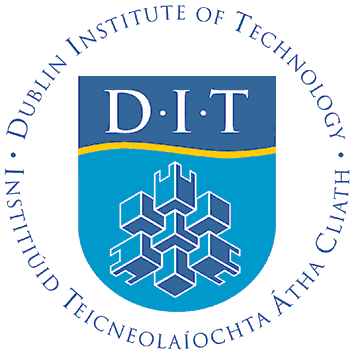 · DUBLIN INSTITUTE OF TECHNOLOGY ·
D·I·T
INSTITIÚID TEICNEOLAÍOCHTA ÁTHA CLIATH